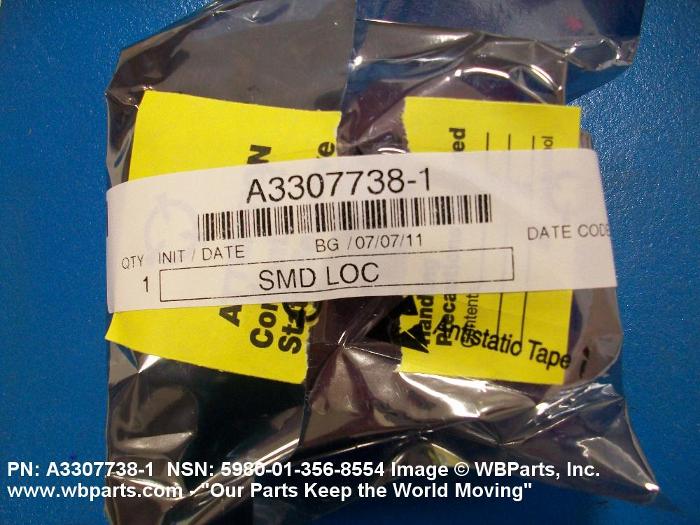 A3307738-1
QTY INIT / DATE BG / 07/07/11 DATE CODE
1 SMD LOC
Antistatic Tape
PN: A3307738-1 NSN: 5980-01-356-8554 Image © WBParts, Inc.
www.wbparts.com - "Our Parts Keep the World Moving"